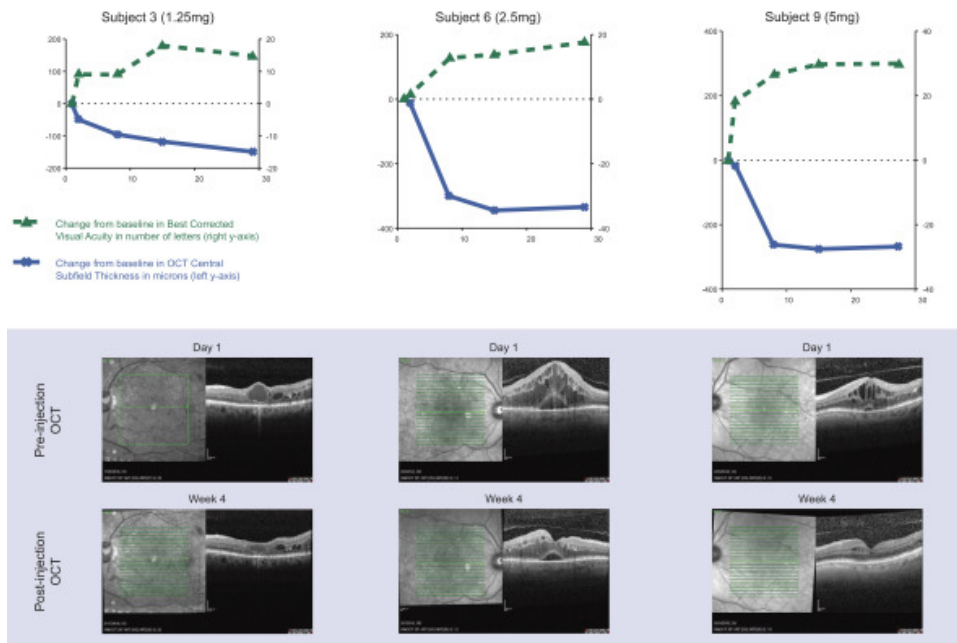 Subject 3 (1.25mg)
Subject 6 (2.5mg)
Subject 9 (5mg)
200
100
0
-100
-200
20
10
0
-10
-20
0
10
20
30
200
0
-200
-400
20
0
-20
-40
0
10
20
30
400
200
0
-200
-400
40
20
0
-20
-40
0
10
20
30
Change from baseline in Best Corrected
Visual Acuity in number of letters (right y-axis)
Change from baseline in OCT Central
Subfield Thickness in microns (left y-axis)
Day 1
Day 1
Day 1
Pre-injection
OCT
Week 4
Week 4
Week 4
Post-injection
OCT